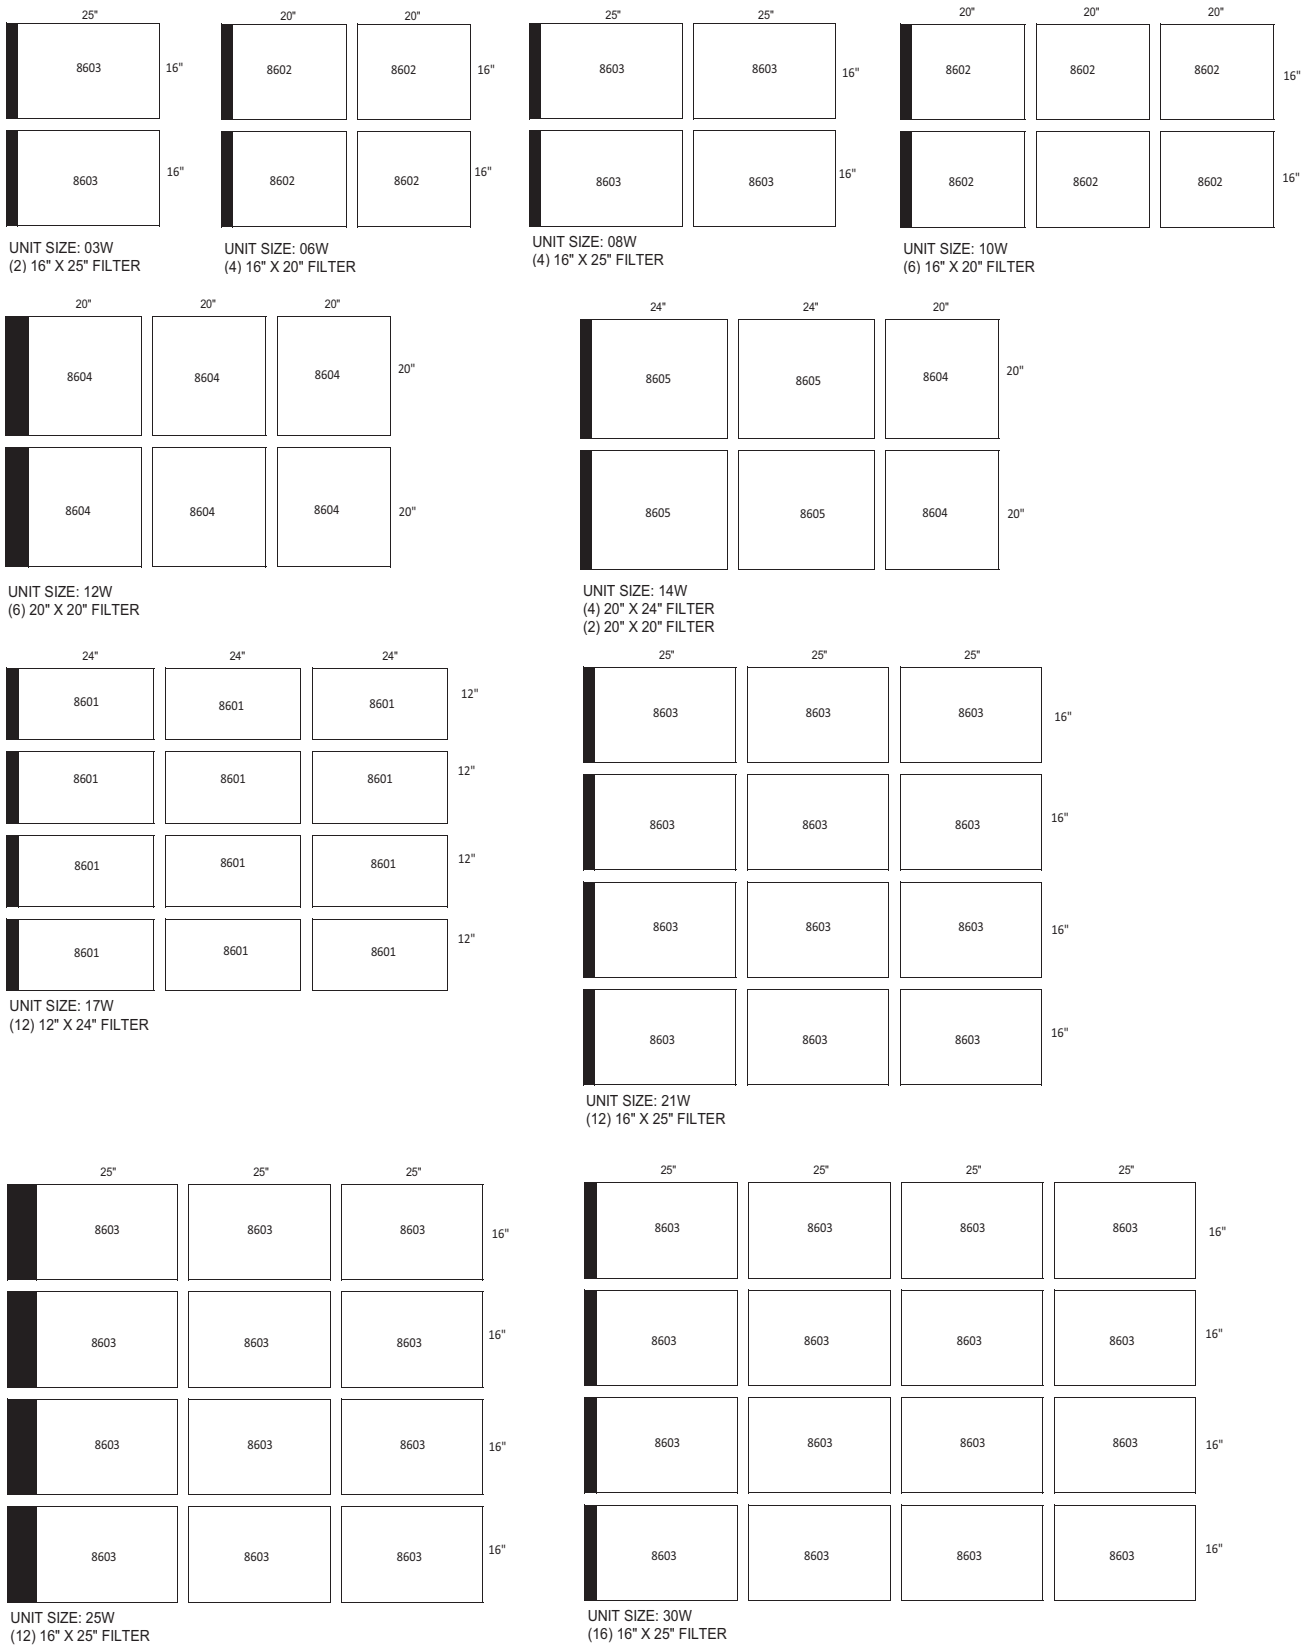 25"
8603 16"
8603 16"
UNIT SIZE: 03W
(2) 16" X 25" FILTER
20" 20"
8602 8602 16"
8602 8602 16"
UNIT SIZE: 06W
(4) 16" X 20" FILTER
25" 25"
8603 8603 16"
8603 8603 16"
UNIT SIZE: 08W
(4) 16" X 25" FILTER
20" 20" 20"
8602 8602 8602 16"
8602 8602 8602 16"
UNIT SIZE: 10W
(6) 16" X 20" FILTER
20" 20" 20"
8604 8604 8604 20"
8604 8604 8604 20"
UNIT SIZE: 12W
(6) 20" X 20" FILTER
24" 24" 20"
8605 8605 8604 20"
8605 8605 8604 20"
UNIT SIZE: 14W
(4) 20" X 24" FILTER
(2) 20" X 20" FILTER
24" 24" 24"
8601 8601 8601 12"
8601 8601 8601 12"
8601 8601 8601 12"
8601 8601 8601 12"
UNIT SIZE: 17W
(12) 12" X 24" FILTER
25" 25" 25"
8603 8603 8603 16"
8603 8603 8603 16"
8603 8603 8603 16"
8603 8603 8603 16"
UNIT SIZE: 21W
(12) 16" X 25" FILTER
25" 25" 25"
8603 8603 8603 16"
8603 8603 8603 16"
8603 8603 8603 16"
8603 8603 8603 16"
UNIT SIZE: 25W
(12) 16" X 25" FILTER
25" 25" 25" 25"
8603 8603 8603 8603 16"
8603 8603 8603 8603 16"
8603 8603 8603 8603 16"
8603 8603 8603 8603 16"
UNIT SIZE: 30W
(16) 16" X 25" FILTER